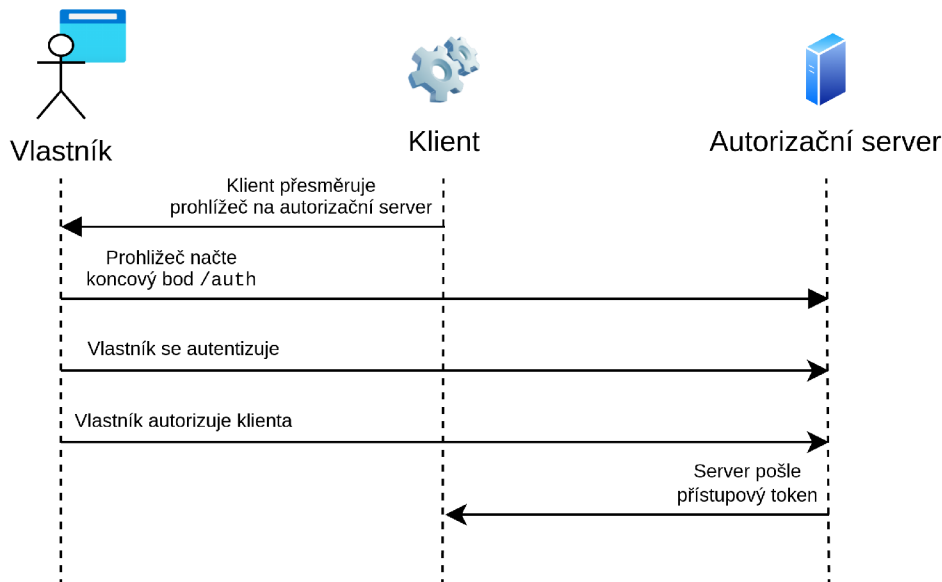 Vlastník
Klient
Autorizační server
Klient přesměruje
prohlížeč na autorizační server
Prohližeč načte
koncový bod /auth
Vlastník se autentizuje
Vlastník autorizuje klienta
Server pošle
přístupový token